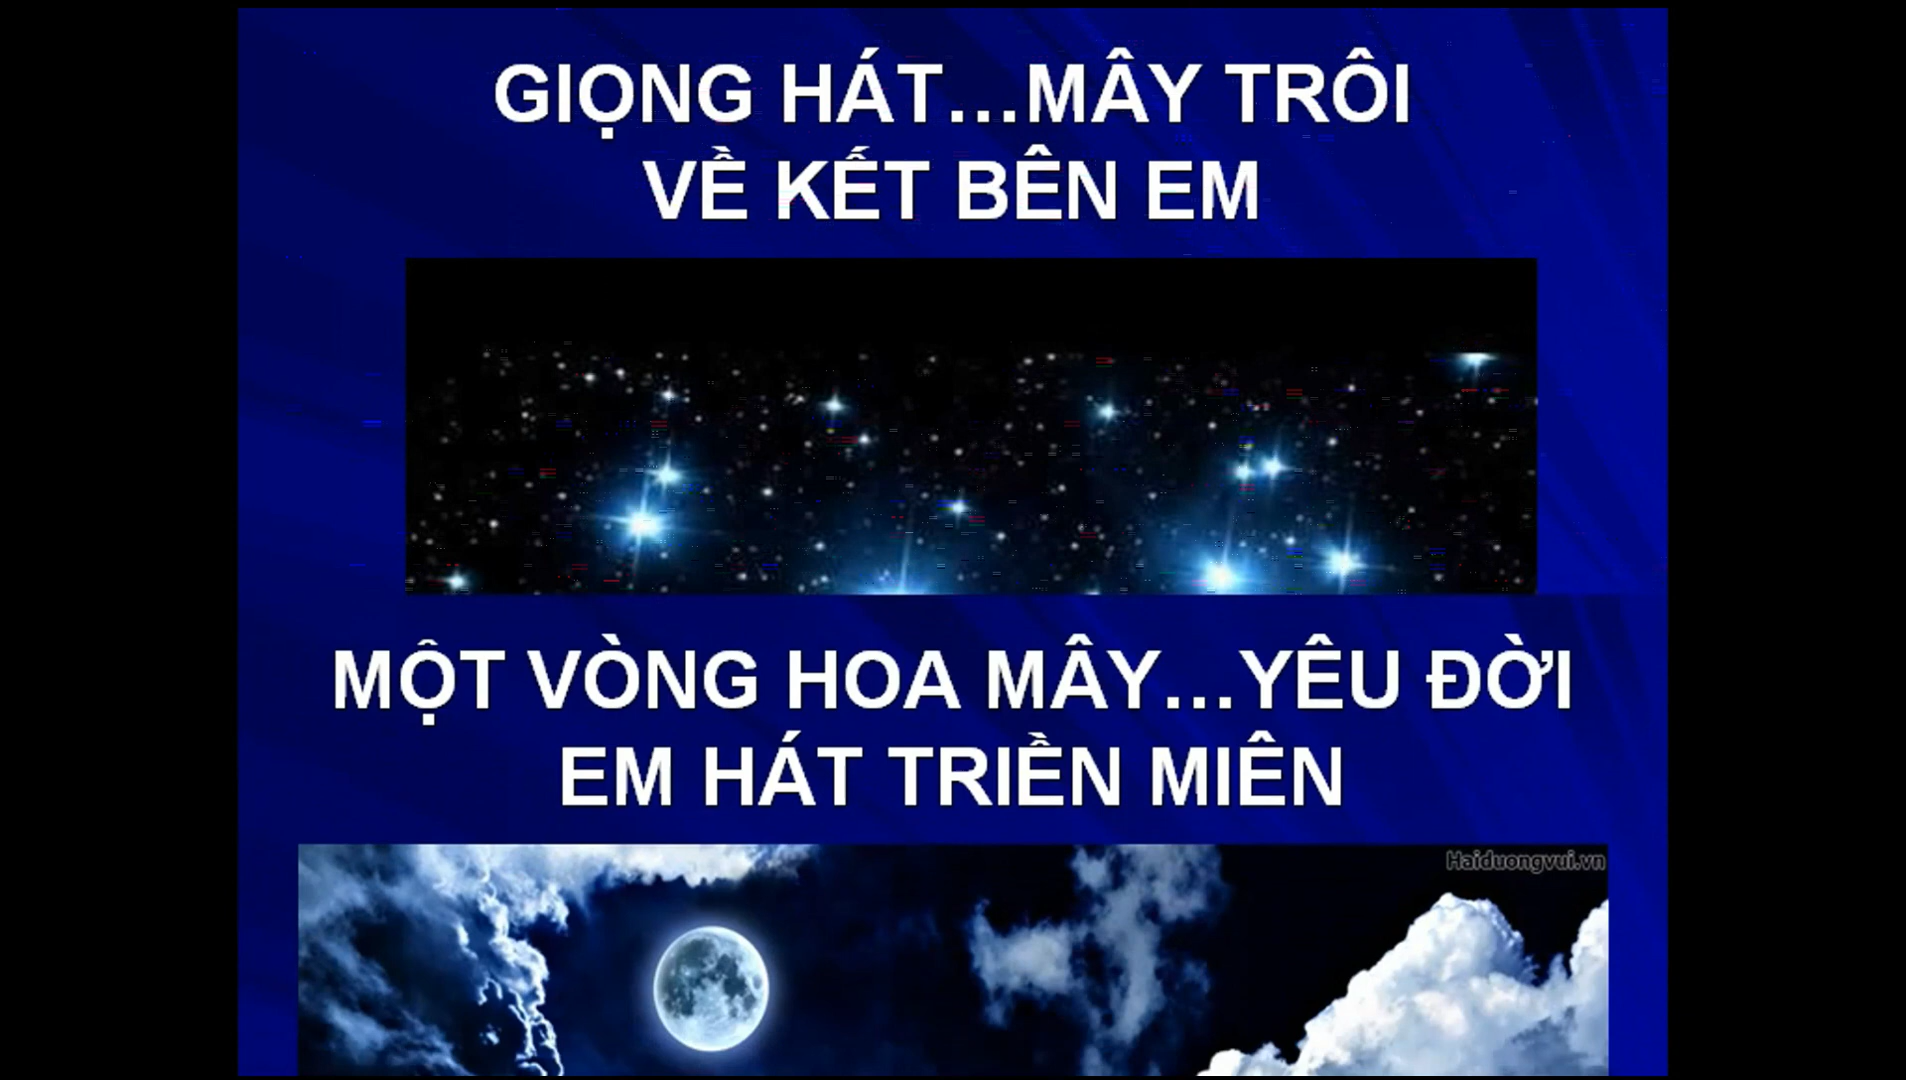 GIỌNG HÁT...MÂY TRÔI
VỀ KẾT BÊN EM
MỘT VÒNG HOA MÂY...YÊU ĐỜI
EM HÁT TRIỀN MIÊN
Haiduongvui.vn